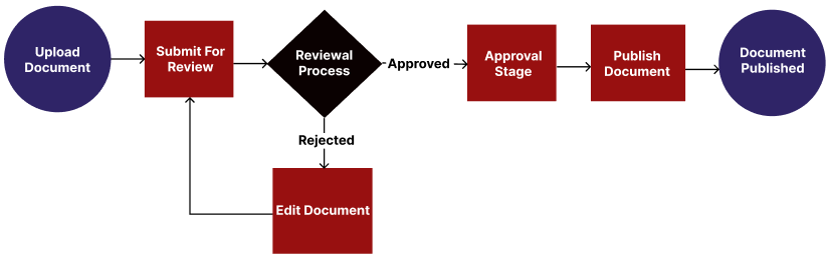 Upload
Document
Submit For
Review
Reviewal
Process
Approved
Approval
Stage
Publish
Document
Document
Published
Rejected
Edit Document